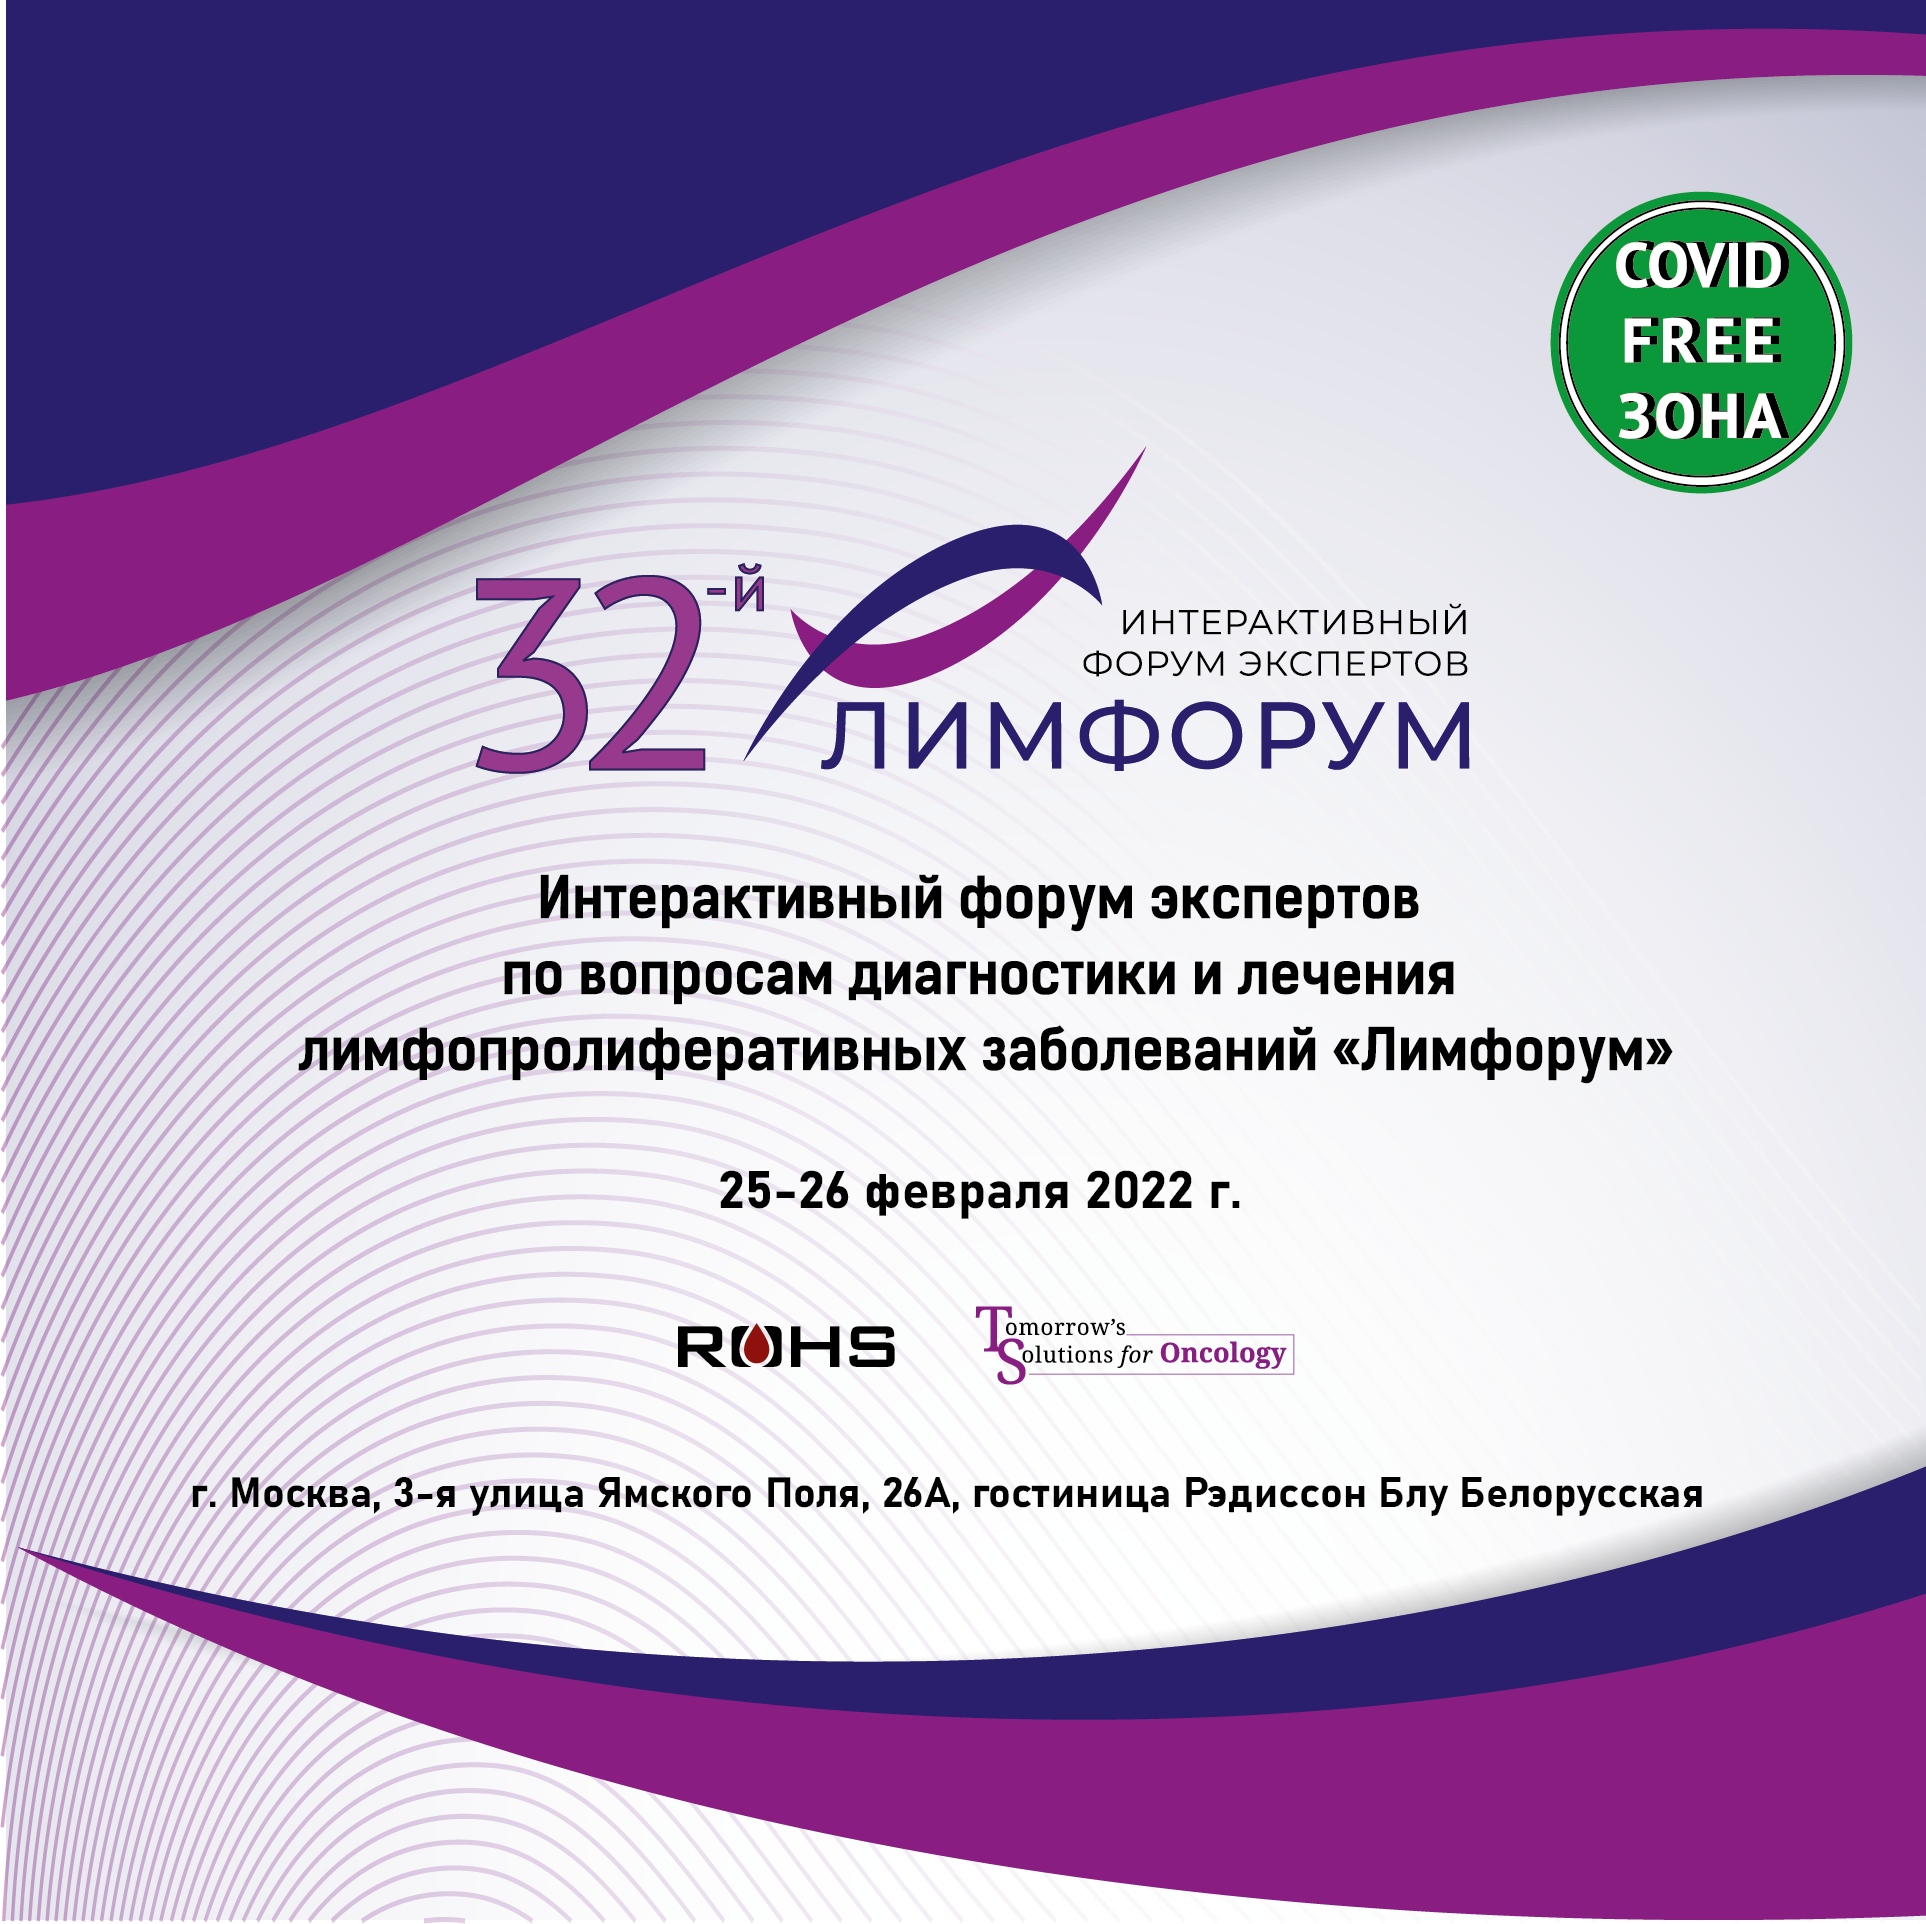 COVID
FREE
ЗОНА
32-й
ИНТЕРАКТИВНЫЙ
ФОРУМ ЭКСПЕРТОВ
ЛИМФОРУМ
Интерактивный форум экспертов
по вопросам диагностики и лечения
лимфопролиферативных заболеваний «Лимфорум»
25-26 февраля 2022 г.
ROHS
Tomorrow's
Solutions for Oncology
г. Москва, 3-я улица Ямского Поля, 26А, гостиница Рэдиссон Блу Белорусская